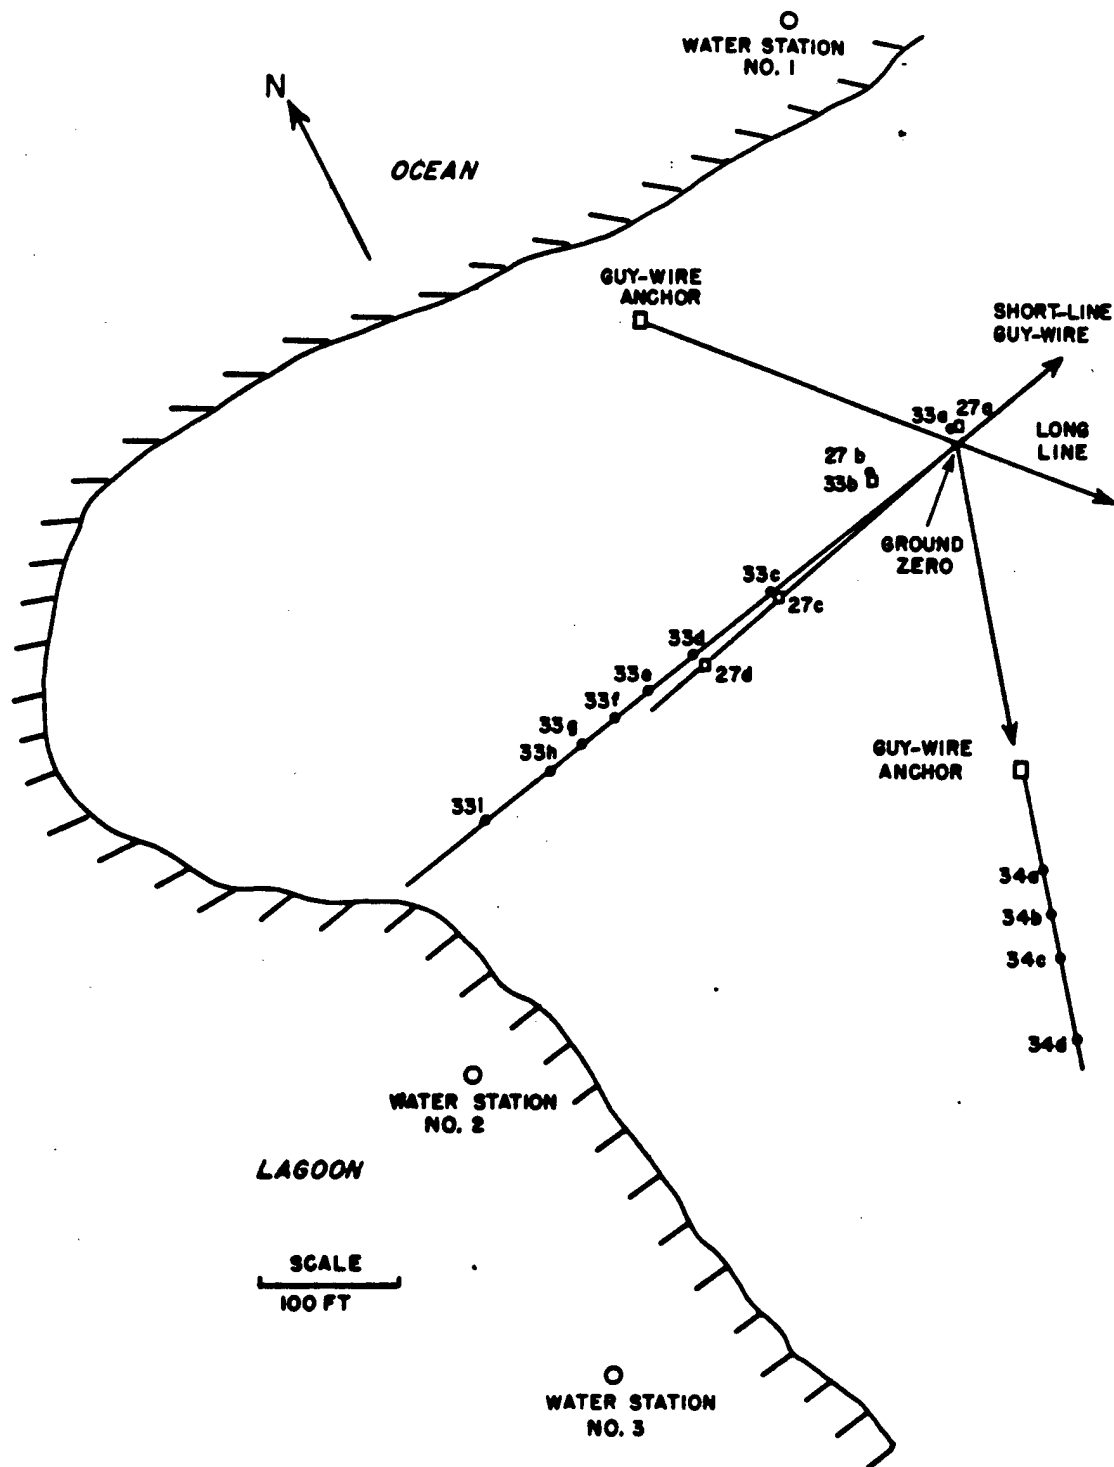 WATER STATION
NO. 1
N
OCEAN
GUY-WIRE
ANCHOR
SHORT-LINE
GUY-WIRE
33a
27a
LONG
LINE
27 b
33b
GROUND
ZERO
33c
27c
33d
27d
33e
33f
33g
33h
GUY-WIRE
ANCHOR
33i
34a
34b
34c
34d
WATER STATION
NO. 2
LAGOON
SCALE
100 FT
WATER STATION
NO. 3